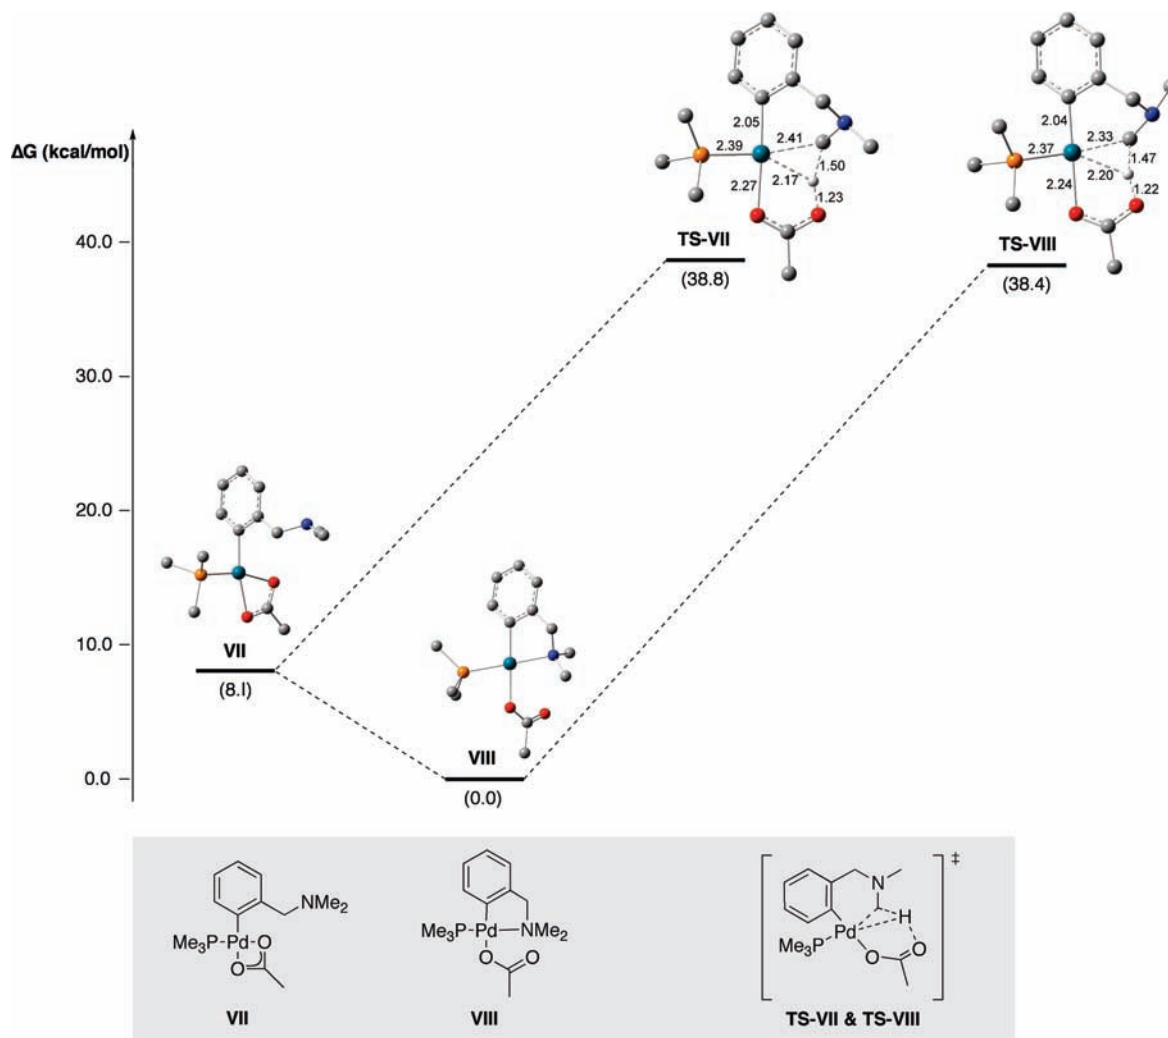 ΔG (kcal/mol)
40.0
30.0
20.0
10.0
0.0
2.05
2.41
2.39
1.50
2.17
2.27
1.23
TS-VII
(38.8)
2.04
2.33
2.37
1.47
2.20
2.24
1.22
TS-VIII
(38.4)
VII
(8.I)
VIII
(0.0)
NMe2
Me3P Pd O
O
VII
Me3P Pd NMe2
O O
VIII
N
H
Me3P Pd
O O
‡
TS-VII & TS-VIII